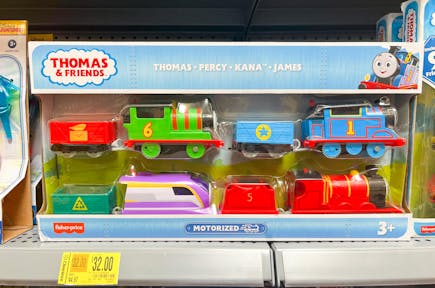 THOMAS
& FRIENDS
THOMAS • PERCY • KANA™ • JAMES
6
1
5
Fisher-Price
MOTORIZED
3+
32.00
$32.00